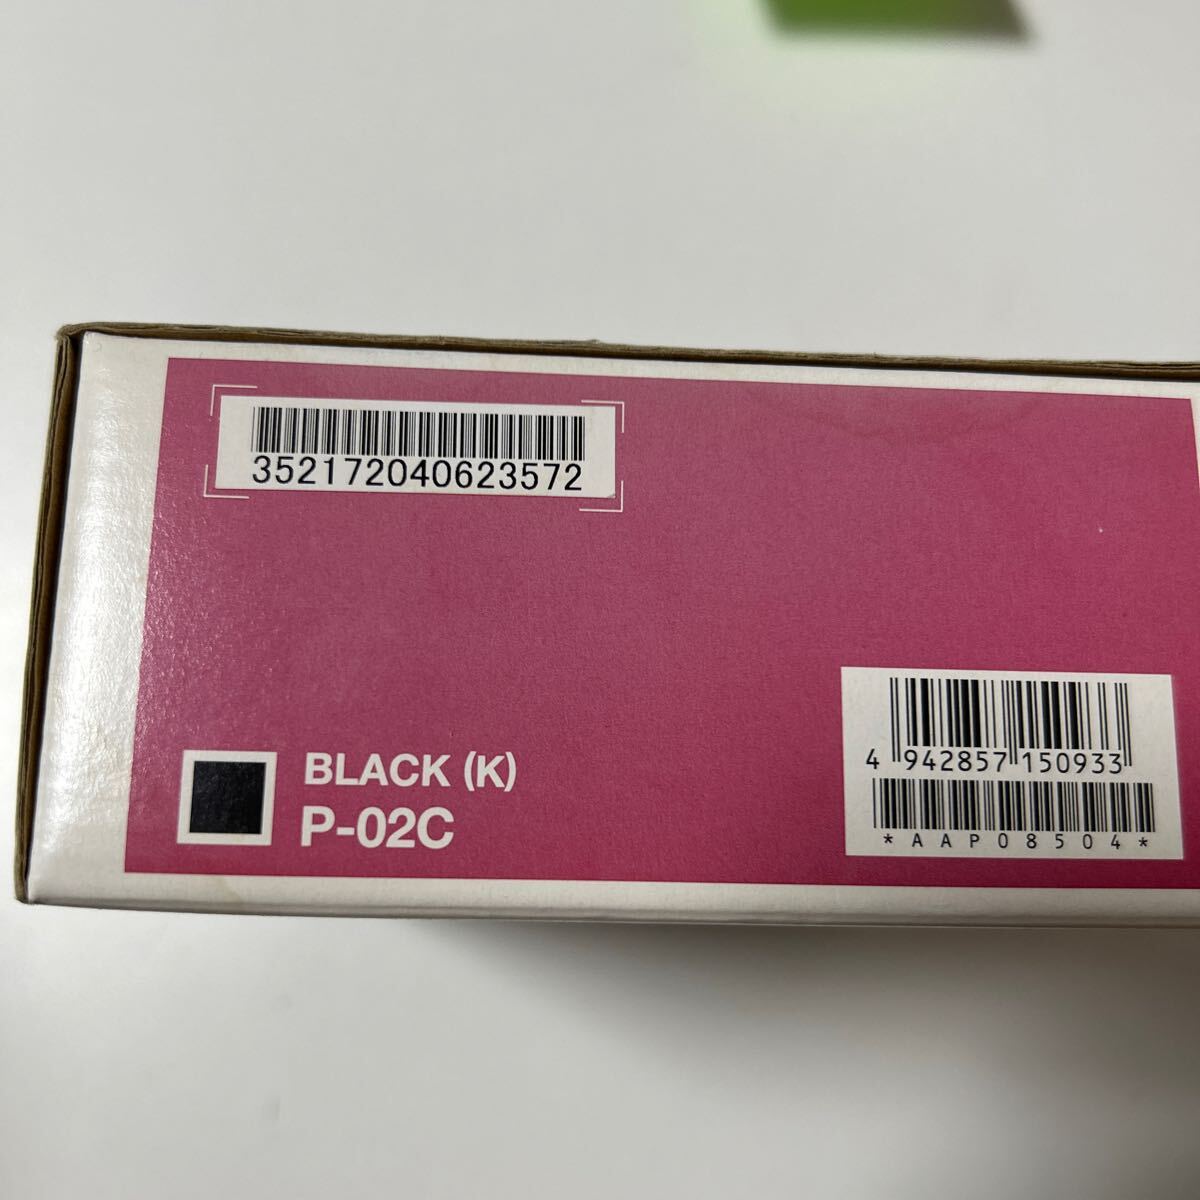 352172040623572
BLACK (K)
P-02C
4 942857 150933
*AAP08504*